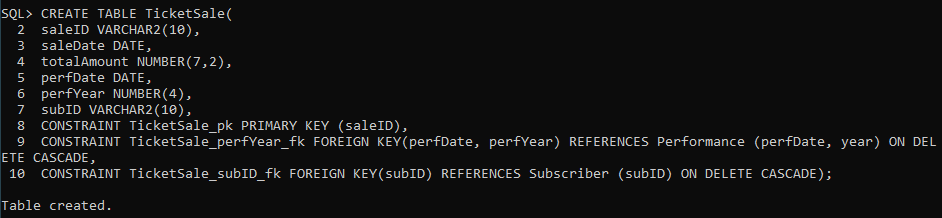 SQL> CREATE TABLE TicketSale(
2 saleID VARCHAR2(10),
3 saleDate DATE,
4 totalAmount NUMBER(7,2),
5 perfDate DATE,
6 perfYear NUMBER(4),
7 subID VARCHAR2(10),
8 CONSTRAINT TicketSale_pk PRIMARY KEY (saleID),
9 CONSTRAINT TicketSale_perfYear_fk FOREIGN KEY(perfDate, perfYear) REFERENCES Performance (perfDate, year) ON DEL
ETE CASCADE,
10 CONSTRAINT TicketSale_subID_fk FOREIGN KEY(subID) REFERENCES Subscriber (subID) ON DELETE CASCADE);
Table created.